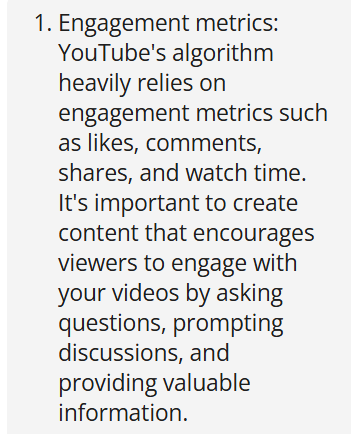 1. Engagement metrics:
YouTube's algorithm
heavily relies on
engagement metrics such
as likes, comments,
shares, and watch time.
It's important to create
content that encourages
viewers to engage with
your videos by asking
questions, prompting
discussions, and
providing valuable
information.